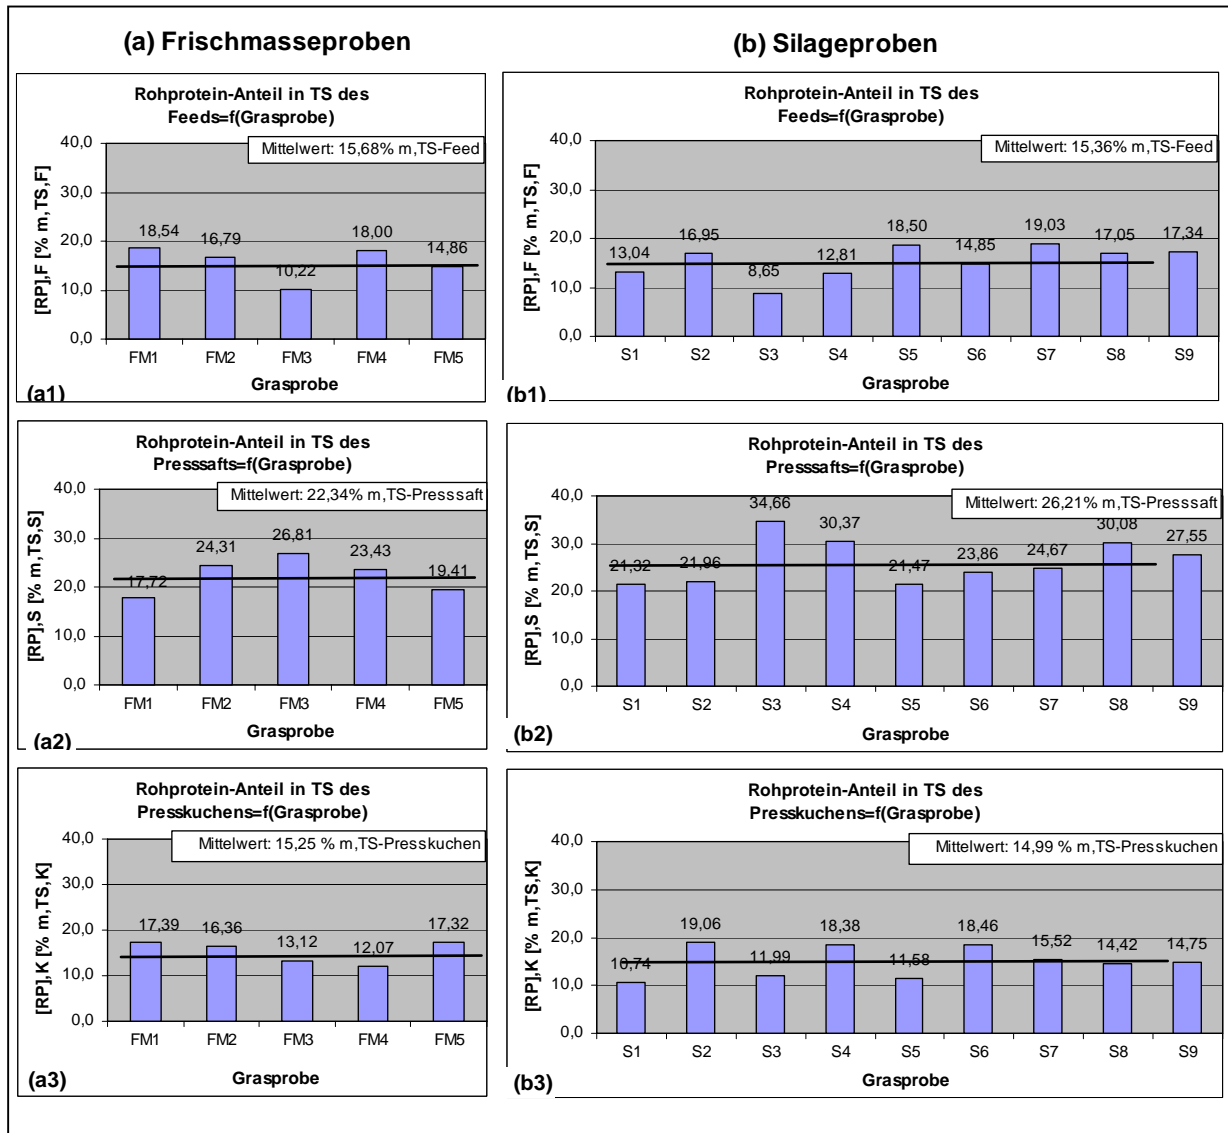 (a) Frischmasseproben
(b) Silageproben
Rohprotein-Anteil in TS des
Feeds=f(Grasprobe)
Mittelwert: 15,68% m,TS-Feed
[RP],F [% m,TS,F]
40,0
30,0
20,0
10,0
0,0
18,54
16,79
10,22
18,00
14,86
FM1
FM2
FM3
FM4
FM5
Grasprobe
(a1)
Rohprotein-Anteil in TS des
Feeds=f(Grasprobe)
Mittelwert: 15,36% m,TS-Feed
[RP],F [% m,TS,F]
40,0
30,0
20,0
10,0
0,0
13,04
16,95
8,65
12,81
18,50
14,85
19,03
17,05
17,34
S1
S2
S3
S4
S5
S6
S7
S8
S9
Grasprobe
(b1)
Rohprotein-Anteil in TS des
Presssafts=f(Grasprobe)
Mittelwert: 22,34% m,TS-Presssaft
[RP],S [% m,TS,S]
40,0
30,0
20,0
10,0
0,0
17,72
24,31
26,81
23,43
19,41
FM1
FM2
FM3
FM4
FM5
Grasprobe
(a2)
Rohprotein-Anteil in TS des
Presssafts=f(Grasprobe)
Mittelwert: 26,21% m,TS-Presssaft
[RP],S [% m,TS,S]
40,0
30,0
20,0
10,0
0,0
21,32
21,96
34,66
30,37
21,47
23,86
24,67
30,08
27,55
S1
S2
S3
S4
S5
S6
S7
S8
S9
Grasprobe
(b2)
Rohprotein-Anteil in TS des
Presskuchens=f(Grasprobe)
Mittelwert: 15,25 % m,TS-Presskuchen
[RP],K [% m,TS,K]
40,0
30,0
20,0
10,0
0,0
17,39
16,36
13,12
12,07
17,32
FM1
FM2
FM3
FM4
FM5
Grasprobe
(a3)
Rohprotein-Anteil in TS des
Presskuchens=f(Grasprobe)
Mittelwert: 14,99 % m,TS-Presskuchen
[RP],K [% m,TS,K]
40,0
30,0
20,0
10,0
0,0
10,74
19,06
11,99
18,38
11,58
18,46
15,52
14,42
14,75
S1
S2
S3
S4
S5
S6
S7
S8
S9
Grasprobe
(b3)